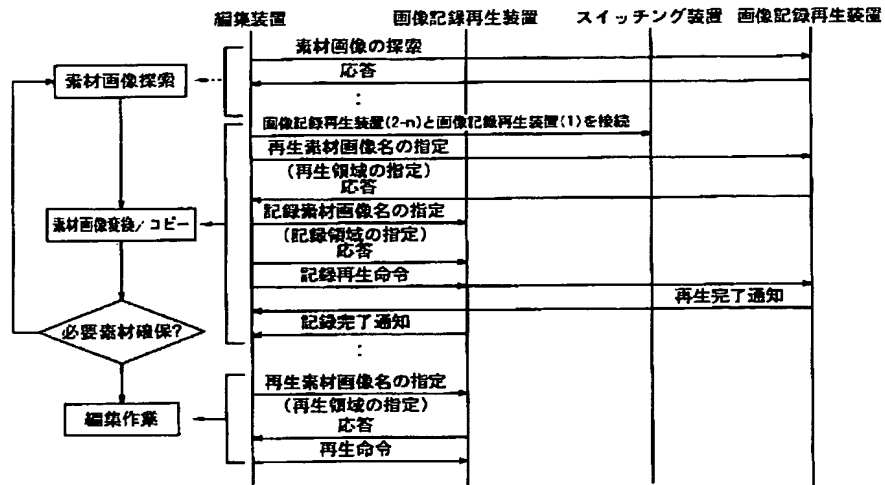 編集装置
画像記録再生装置
スイッチング装置
画像記録再生装置
素材画像の探索
応答
素材画像探索
:
画像記録再生装置(2-n)と画像記録再生装置(1)を接続
再生素材画像名の指定
(再生領域の指定)
応答
素材画像変換/コピー
記録素材画像名の指定
(記録領域の指定)
応答
記録再生命令
再生完了通知
必要素材確保?
記録完了通知
:
再生素材画像名の指定
(再生領域の指定)
編集作業
応答
再生命令